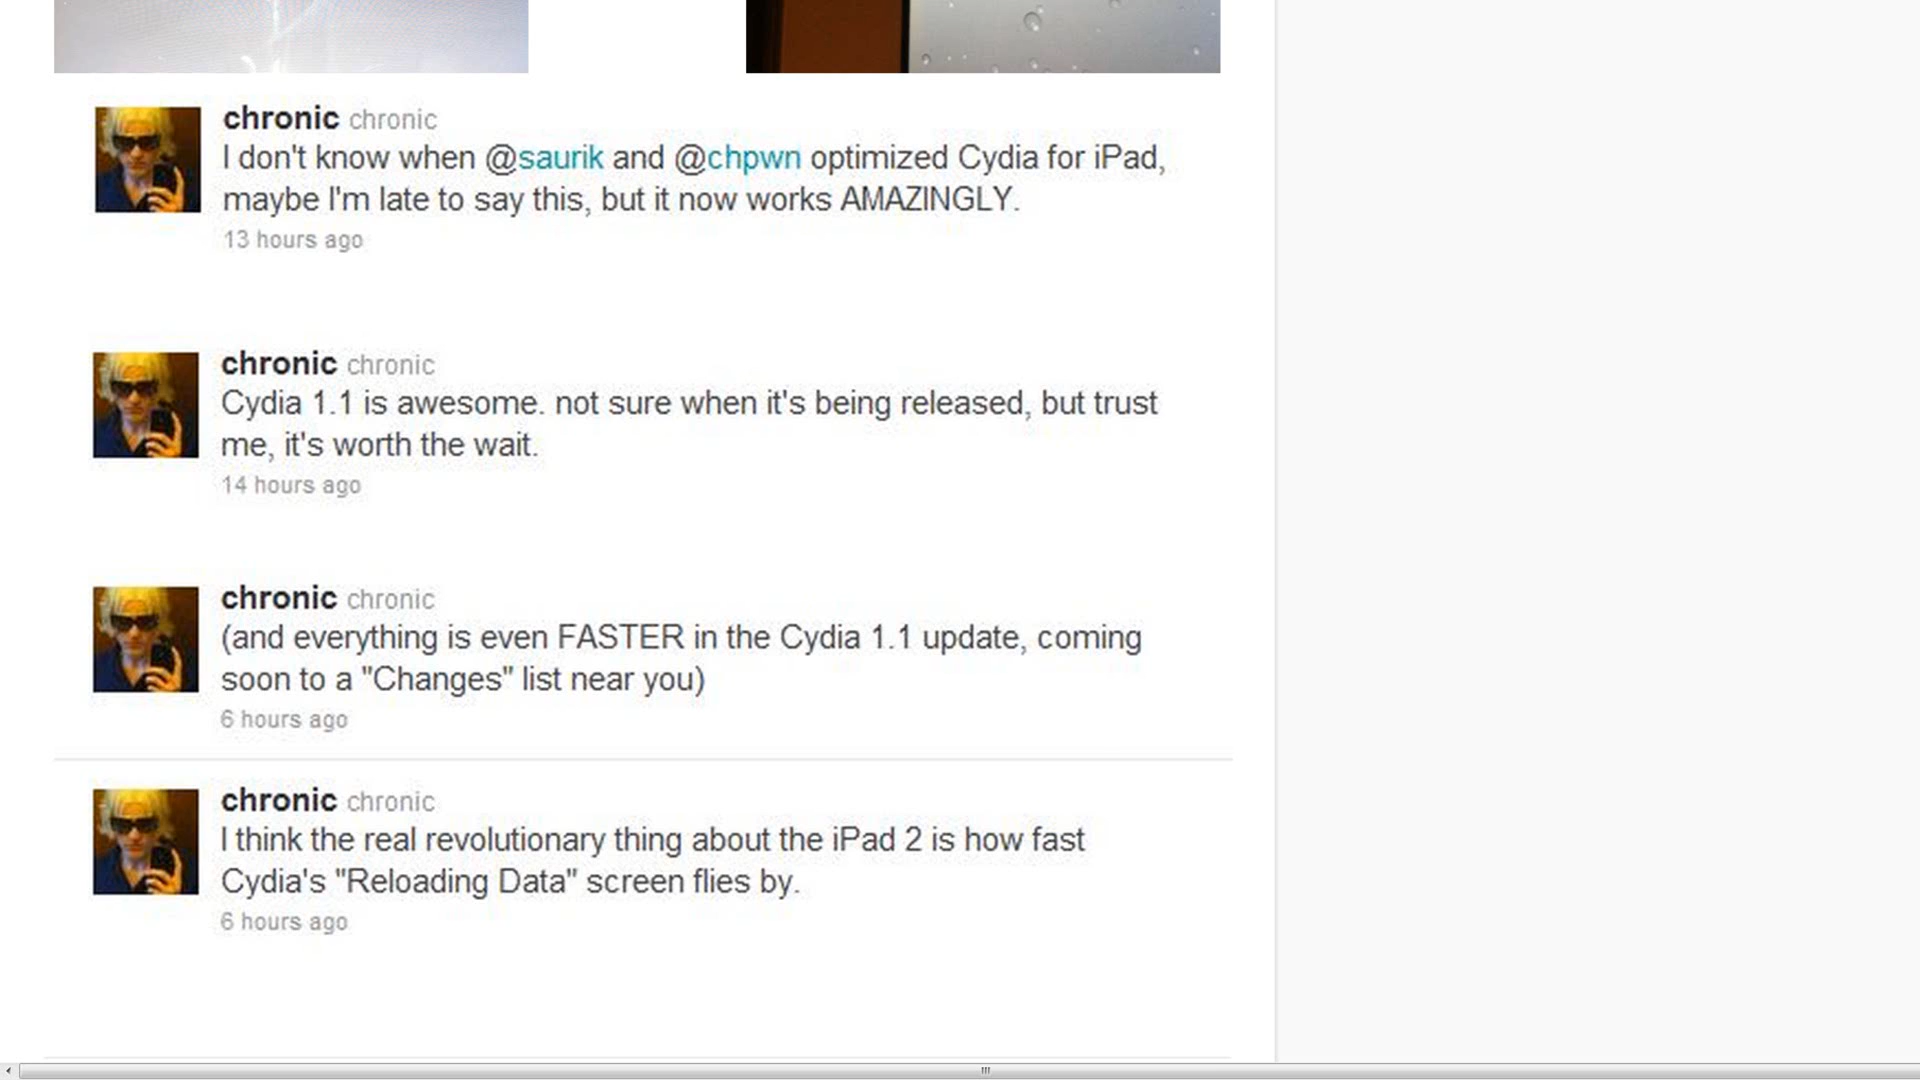 chronic chronic
I don't know when @saurik and @chpwn optimized Cydia for iPad,
maybe I'm late to say this, but it now works AMAZINGLY.
13 hours ago
chronic chronic
Cydia 1.1 is awesome. not sure when it's being released, but trust
me, it's worth the wait.
14 hours ago
chronic chronic
(and everything is even FASTER in the Cydia 1.1 update, coming
soon to a "Changes" list near you)
6 hours ago
chronic chronic
I think the real revolutionary thing about the iPad 2 is how fast
Cydia's "Reloading Data" screen flies by.
6 hours ago